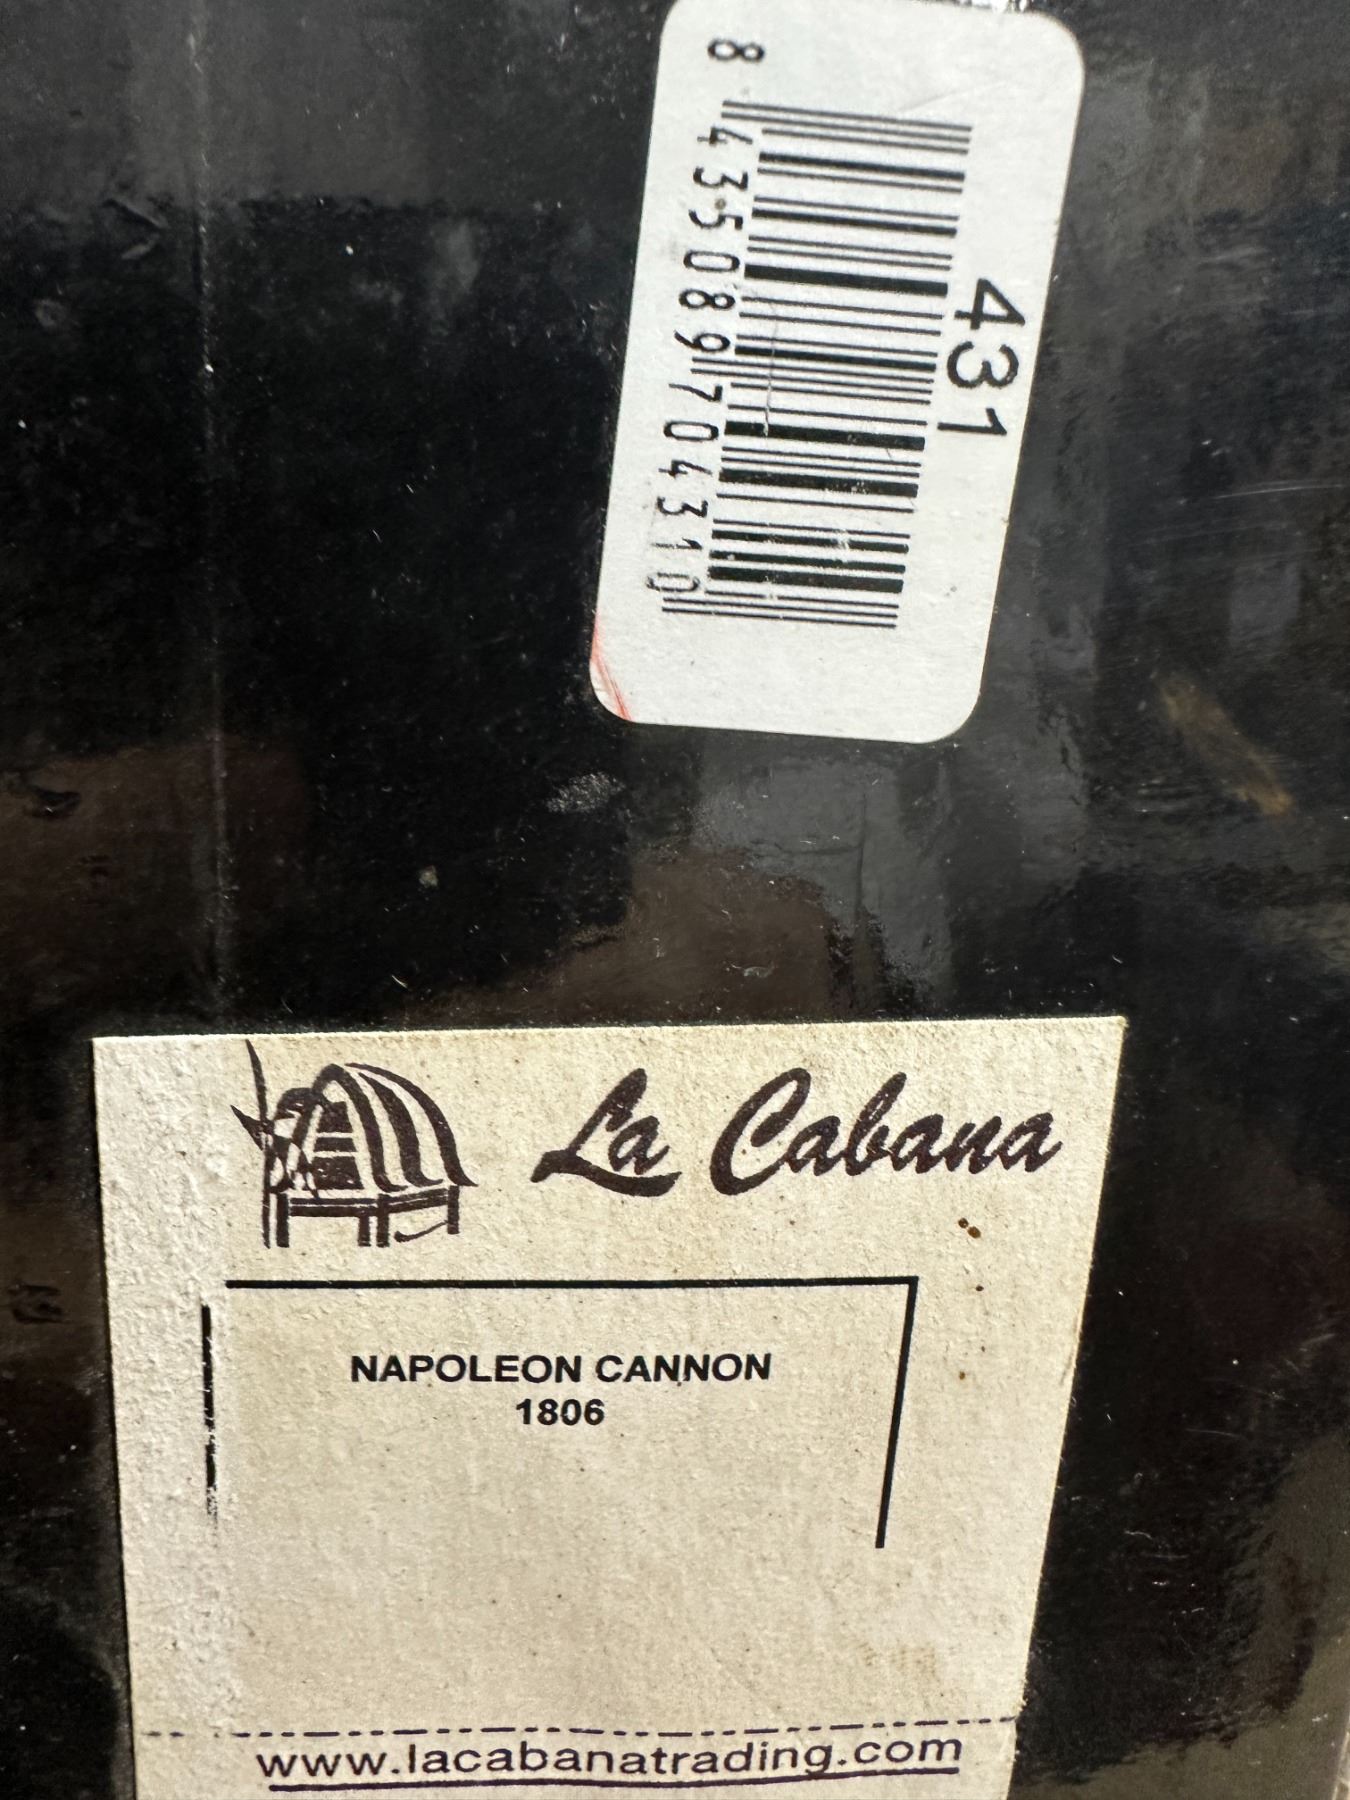 431
8 435089 704310
La Cabana
NAPOLEON CANNON
1806
www.lacabanatrading.com